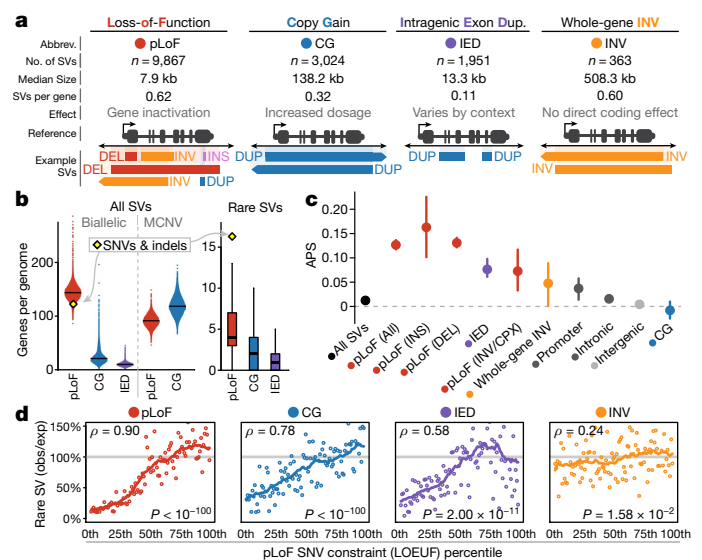 a
Loss-of-Function Copy Gain Intragenic Exon Dup. Whole-gene INV
Abbrev. pLoF CG IED INV
No. of SVs n = 9,867 n = 3,024 n = 1,951 n = 363
Median Size 7.9 kb 138.2 kb 13.3 kb 508.3 kb
SVs per gene 0.62 0.32 0.11 0.60
Effect Gene inactivation Increased dosage Varies by context No direct coding effect
Reference
Example SVs
DEL INV INS DUP DUP INV
DEL DUP INV
INV DUP
b
All SVs Rare SVs
Biallelic MCNV
SNVs & indels
Genes per genome
200
100
0
pLoF CG IED pLoF CG
15
10
5
0
pLoF CG IED
c
APS
0.20
0.15
0.10
0.05
0
All SVs
pLoF (All)
pLoF (INS)
pLoF (DEL)
IED
pLoF (INV/CPX)
Whole-gene INV
Promoter
Intronic
Intergenic
CG
d
pLoF CG IED INV
Rare SV (obs/exp)
150%
100%
50%
0%
ρ = 0.90 ρ = 0.78 ρ = 0.58 ρ = 0.24
P < 10⁻¹⁰⁰ P < 10⁻¹⁰⁰ P = 2.00 × 10⁻¹¹ P = 1.58 × 10⁻²
0th 25th 50th 75th 100th 0th 25th 50th 75th 100th 0th 25th 50th 75th 100th 0th 25th 50th 75th 100th
pLoF SNV constraint (LOEUF) percentile